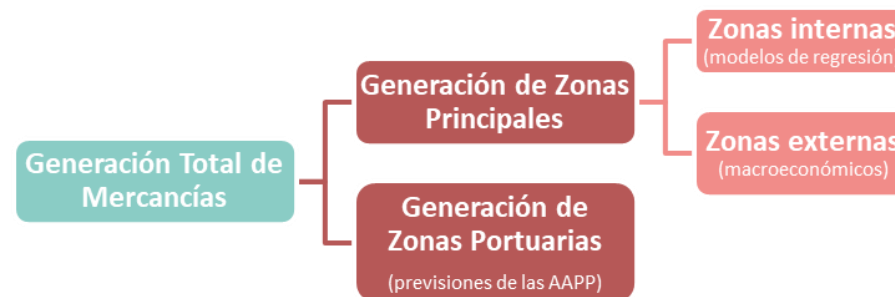 Generación Total de
Mercancías
Generación de Zonas
Principales
Generación de
Zonas Portuarias
(previsiones de las AAPP)
Zonas internas
(modelos de regresión
Zonas externas
(macroeconómicos)